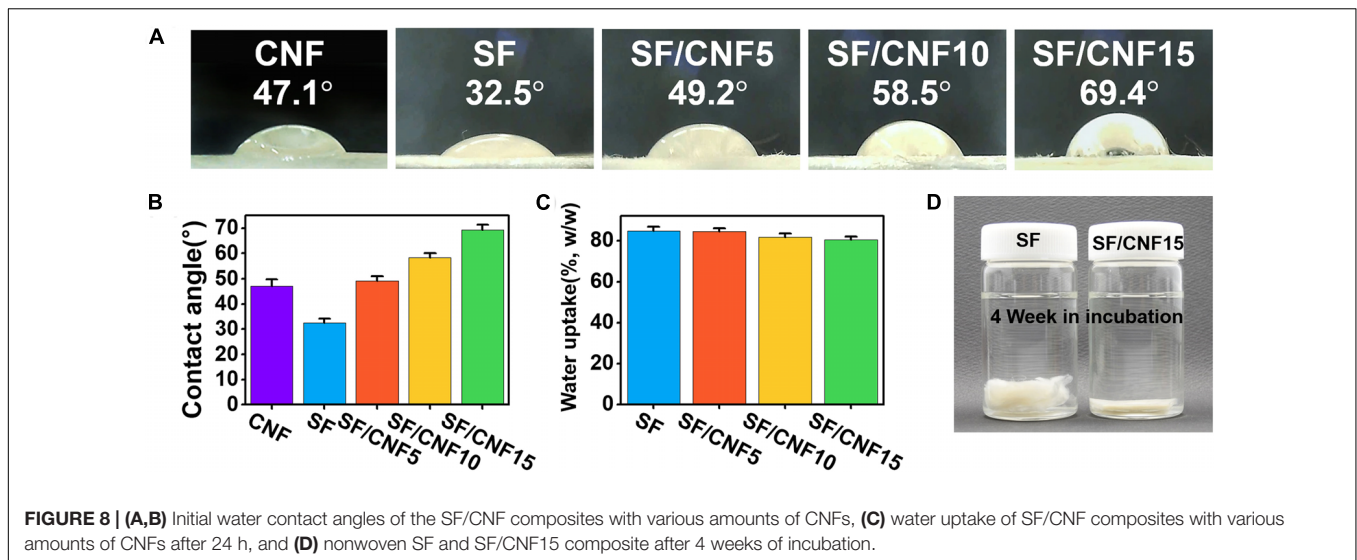 A
CNF
47.1°
SF
32.5°
SF/CNF5
49.2°
SF/CNF10
58.5°
SF/CNF15
69.4°
B
Contact angle(°)
70
60
50
40
30
20
10
0
CNF
SF
SF/CNF5
SF/CNF10
SF/CNF15
C
Water uptake(%, w/w)
80
60
40
20
0
SF
SF/CNF5
SF/CNF10
SF/CNF15
D
SF
SF/CNF15
4 Week in incubation
FIGURE 8 | (A,B) Initial water contact angles of the SF/CNF composites with various amounts of CNFs, (C) water uptake of SF/CNF composites with various
amounts of CNFs after 24 h, and (D) nonwoven SF and SF/CNF15 composite after 4 weeks of incubation.